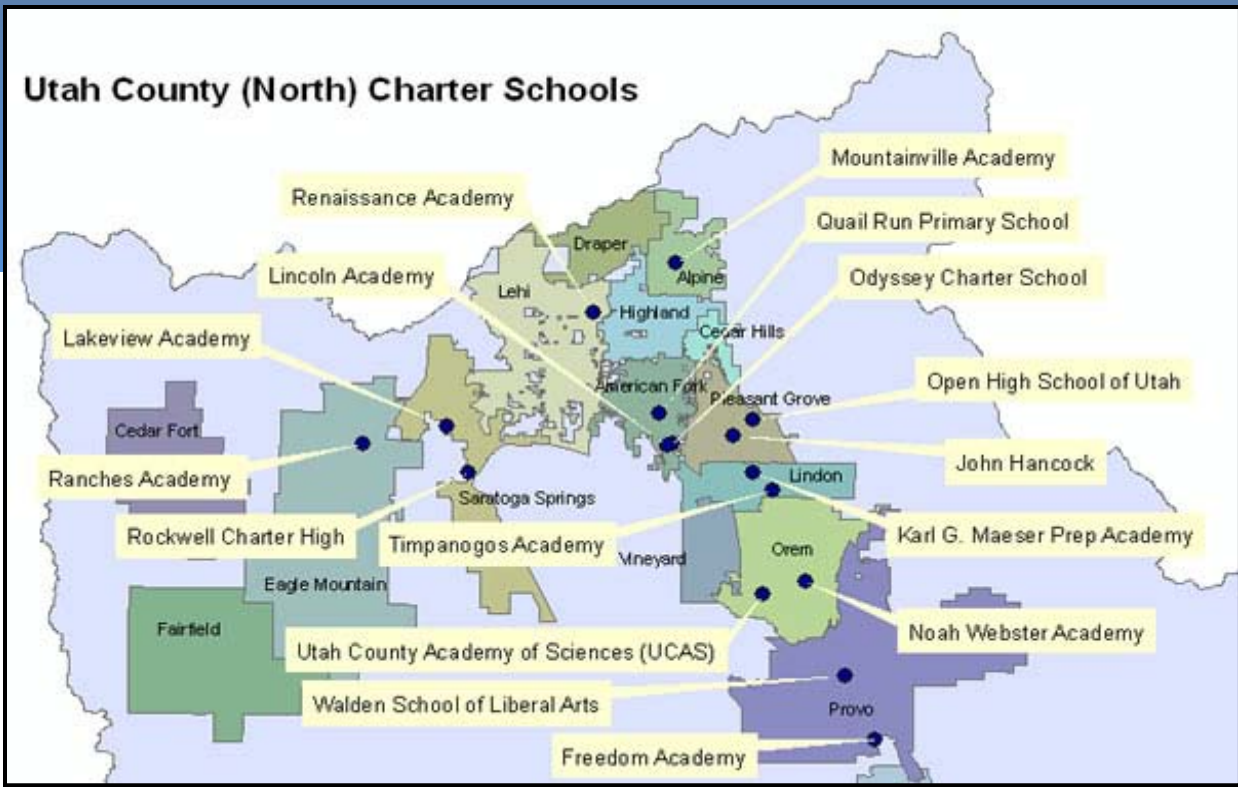 Utah County (North) Charter Schools
Mountainville Academy
Renaissance Academy
Quail Run Primary School
Draper
Lincoln Academy
Alpine
Odyssey Charter School
Lehi
Highland
Lakeview Academy
Cedar Hills
American Fork
Open High School of Utah
Pleasant Grove
Cedar Fort
John Hancock
Ranches Academy
Lindon
Saratoga Springs
Rockwell Charter High
Timpanogos Academy
Karl G. Maeser Prep Academy
Orem
Vineyard
Eagle Mountain
Fairfield
Noah Webster Academy
Utah County Academy of Sciences (UCAS)
Walden School of Liberal Arts
Provo
Freedom Academy